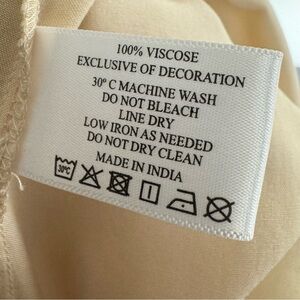 100% VISCOSE
EXCLUSIVE OF DECORATION
30° C MACHINE WASH
DO NOT BLEACH
LINE DRY
LOW IRON AS NEEDED
DO NOT DRY CLEAN
MADE IN INDIA
30°C